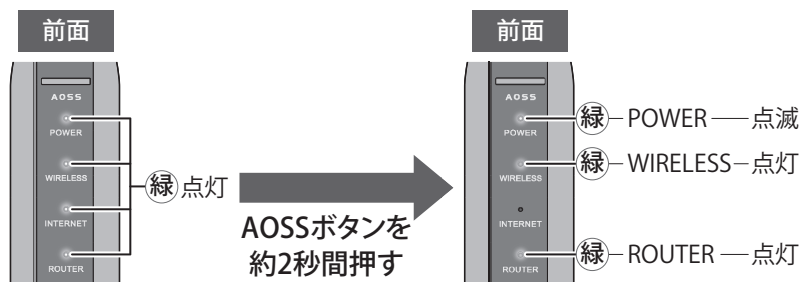 前面
AOSS
POWER
WIRELESS
INTERNET
ROUTER
緑 点灯
AOSSボタンを
約2秒間押す
前面
AOSS
POWER
WIRELESS
INTERNET
ROUTER
緑 POWER 点滅
緑 WIRELESS 点灯
緑 ROUTER 点灯